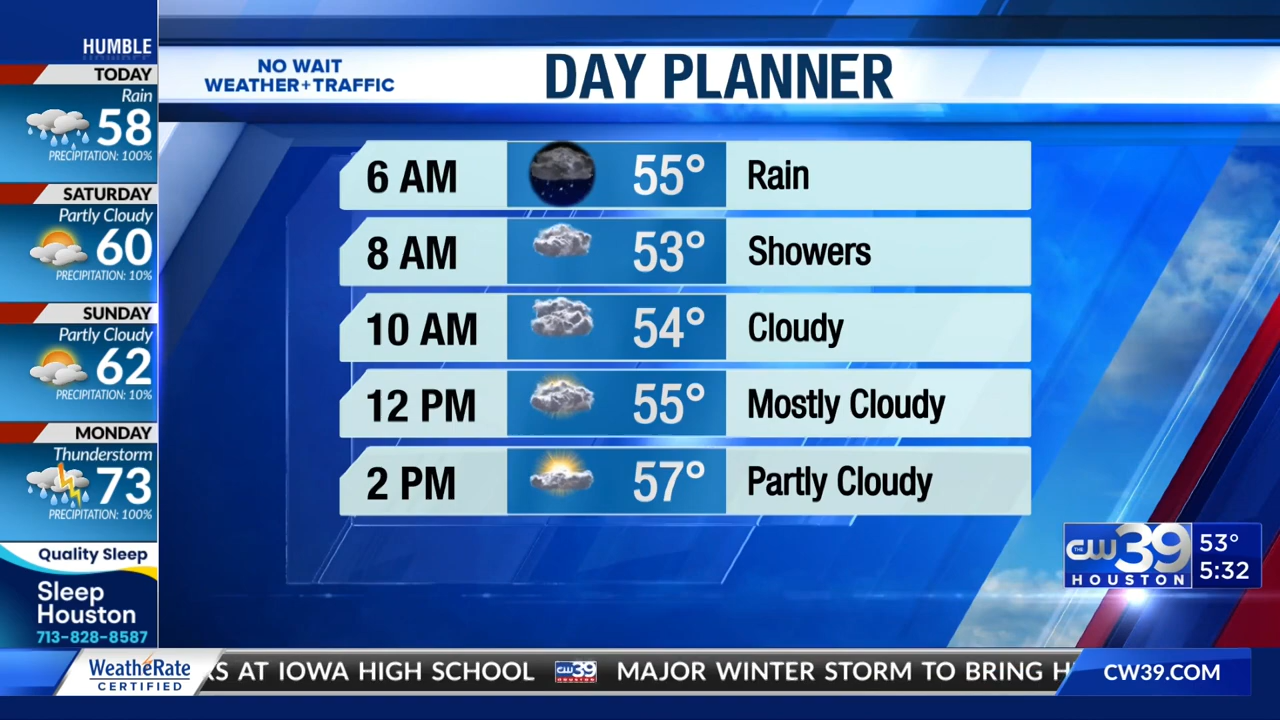 HUMBLE
TODAY
Rain
58
PRECIPITATION: 100%
SATURDAY
Partly Cloudy
60
PRECIPITATION: 10%
SUNDAY
Partly Cloudy
62
PRECIPITATION: 10%
MONDAY
Thunderstorm
73
PRECIPITATION: 100%
Quality Sleep
Sleep
Houston
713-828-8587
NO WAIT
WEATHER+TRAFFIC
DAY PLANNER
6 AM 55° Rain
8 AM 53° Showers
10 AM 54° Cloudy
12 PM 55° Mostly Cloudy
2 PM 57° Partly Cloudy
THE CW39
HOUSTON
53°
5:32
WeatheRate
CERTIFIED
RS AT IOWA HIGH SCHOOL CW39 HOUSTON MAJOR WINTER STORM TO BRING H
CW39.COM